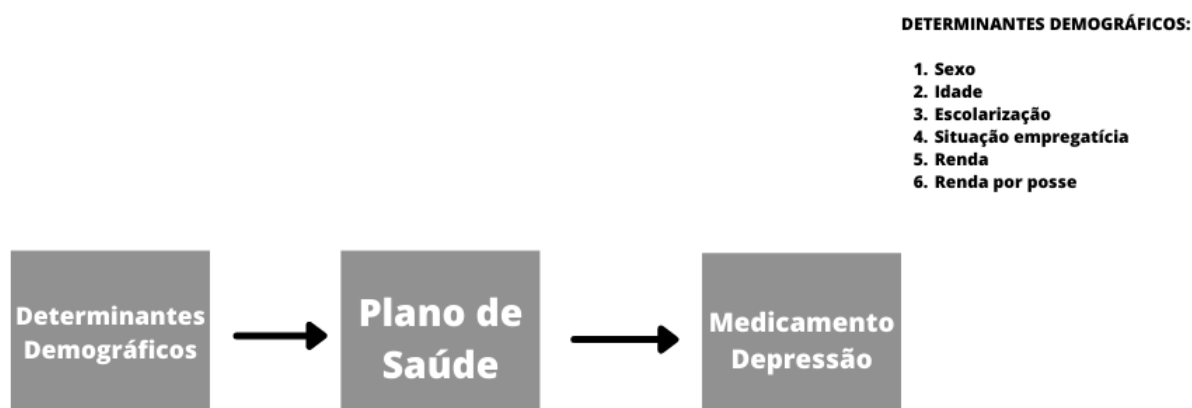 DETERMINANTES DEMOGRÁFICOS:
1. Sexo
2. Idade
3. Escolarização
4. Situação empregatícia
5. Renda
6. Renda por posse
Determinantes
Demográficos
Plano de
Saúde
Medicamento
Depressão